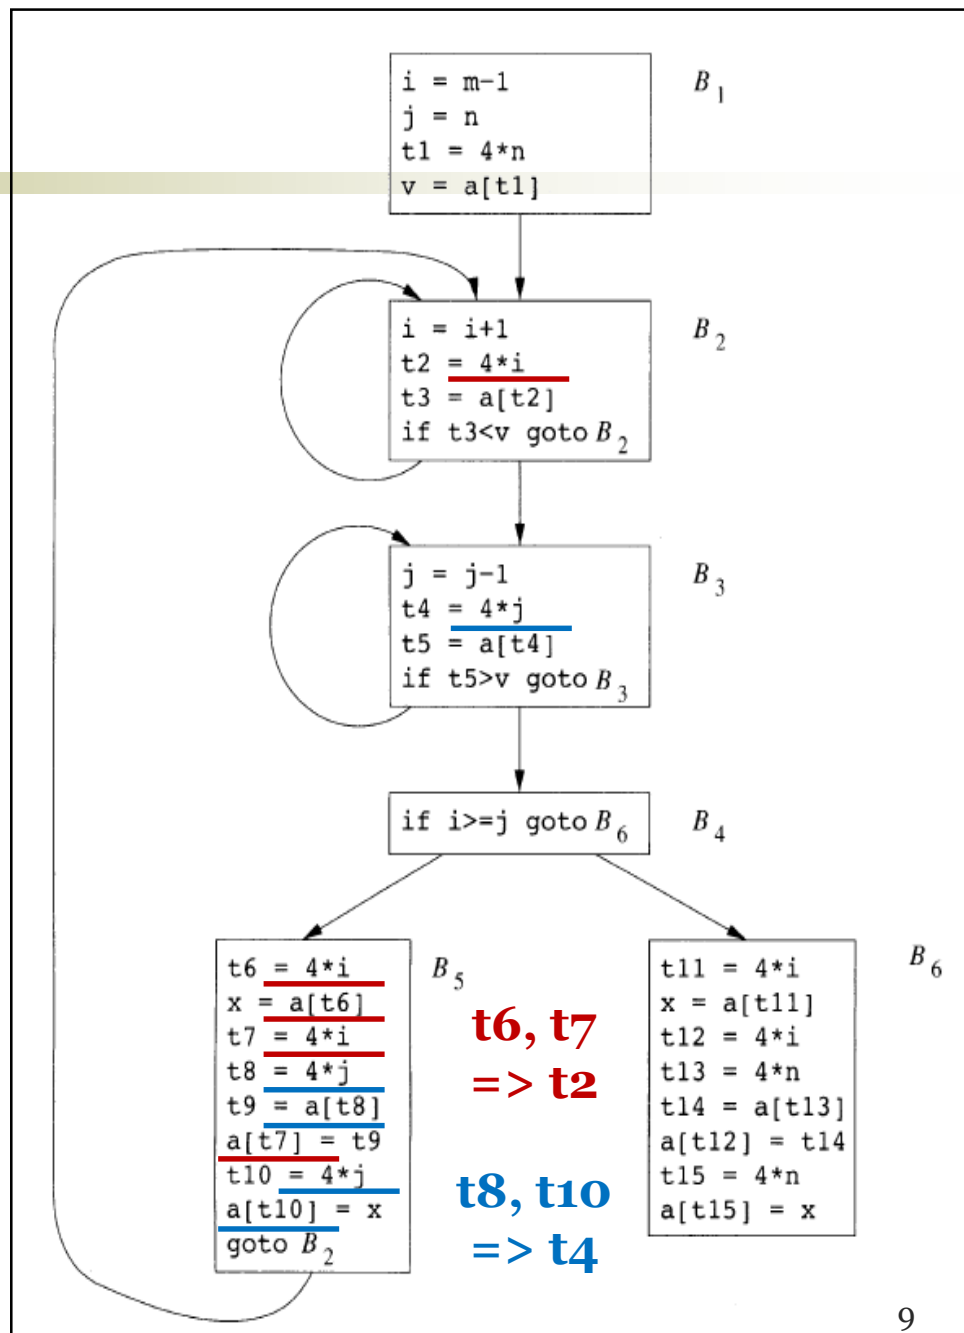 i = m-1
j = n
t1 = 4*n
v = a[t1]
B1
i = i+1
t2 = 4*i
t3 = a[t2]
if t3<v goto B2
B2
j = j-1
t4 = 4*j
t5 = a[t4]
if t5>v goto B3
B3
if i>=j goto B6
B4
t6 = 4*i
x = a[t6]
t7 = 4*i
t8 = 4*j
t9 = a[t8]
a[t7] = t9
t10 = 4*j
a[t10] = x
goto B2
B5
t6, t7
=> t2
t8, t10
=> t4
t11 = 4*i
x = a[t11]
t12 = 4*i
t13 = 4*n
t14 = a[t13]
a[t12] = t14
t15 = 4*n
a[t15] = x
B6
9